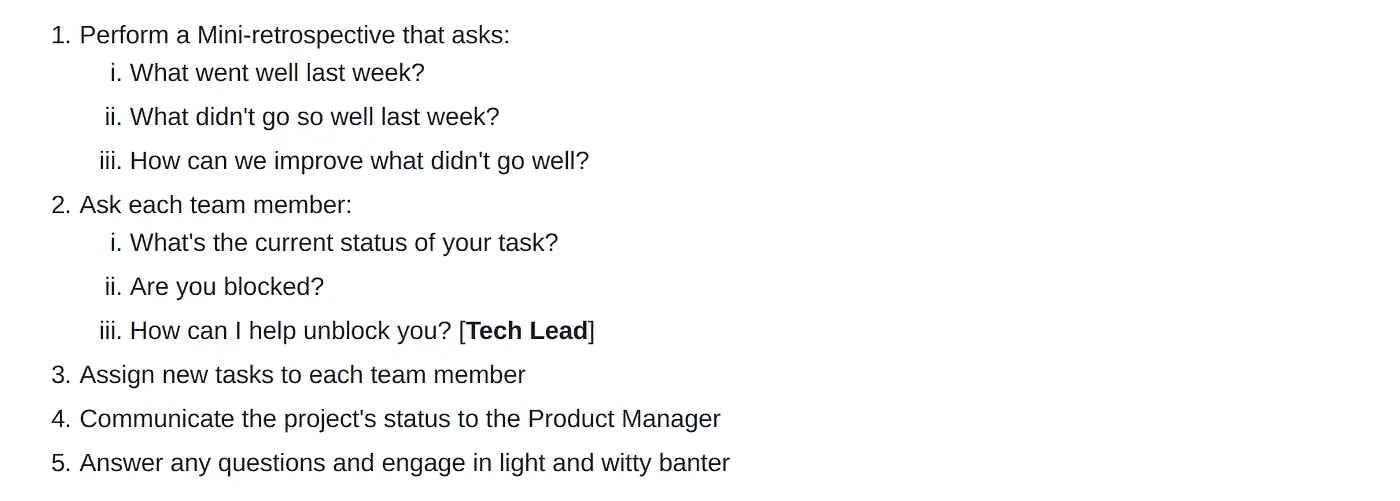 1. Perform a Mini-retrospective that asks:
i. What went well last week?
ii. What didn't go so well last week?
iii. How can we improve what didn't go well?
2. Ask each team member:
i. What's the current status of your task?
ii. Are you blocked?
iii. How can I help unblock you? [Tech Lead]
3. Assign new tasks to each team member
4. Communicate the project's status to the Product Manager
5. Answer any questions and engage in light and witty banter